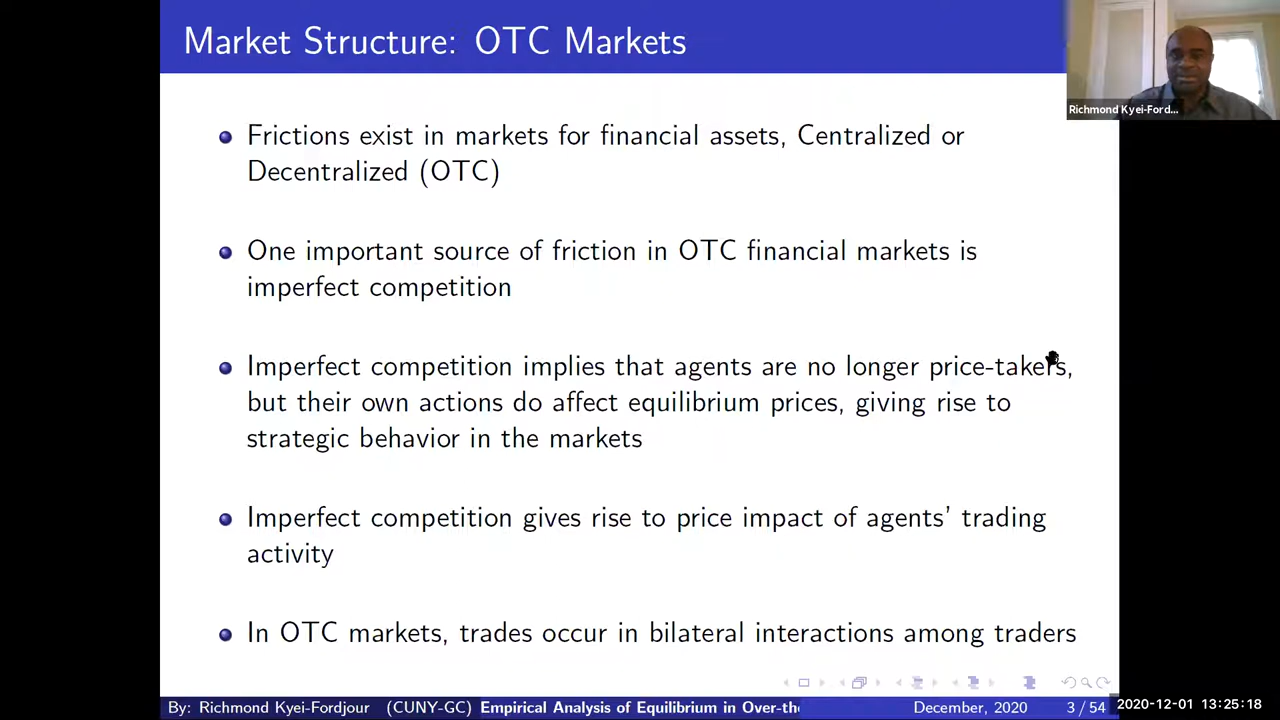 Market Structure: OTC Markets
Richmond Kyei-Ford...
Frictions exist in markets for financial assets, Centralized or
Decentralized (OTC)
One important source of friction in OTC financial markets is
imperfect competition
Imperfect competition implies that agents are no longer price-takers,
but their own actions do affect equilibrium prices, giving rise to
strategic behavior in the markets
Imperfect competition gives rise to price impact of agents' trading
activity
In OTC markets, trades occur in bilateral interactions among traders
By: Richmond Kyei-Fordjour (CUNY-GC) Empirical Analysis of Equilibrium in Over-the December, 2020 3 / 54 2020-12-01 13:25:18